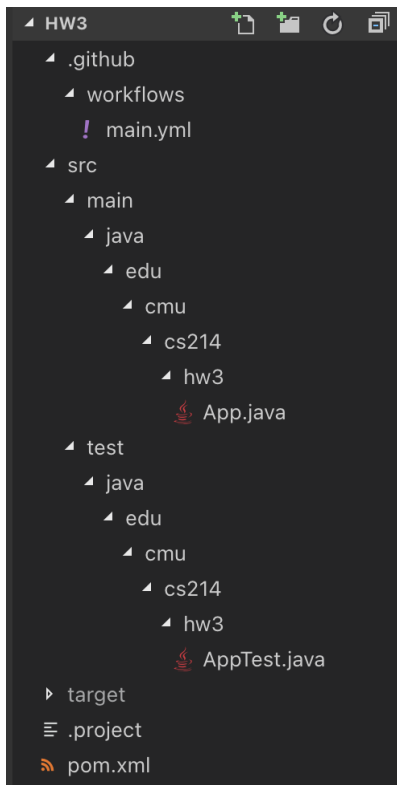 HW3
.github
workflows
main.yml
src
main
java
edu
cmu
cs214
hw3
App.java
test
java
edu
cmu
cs214
hw3
AppTest.java
target
.project
pom.xml